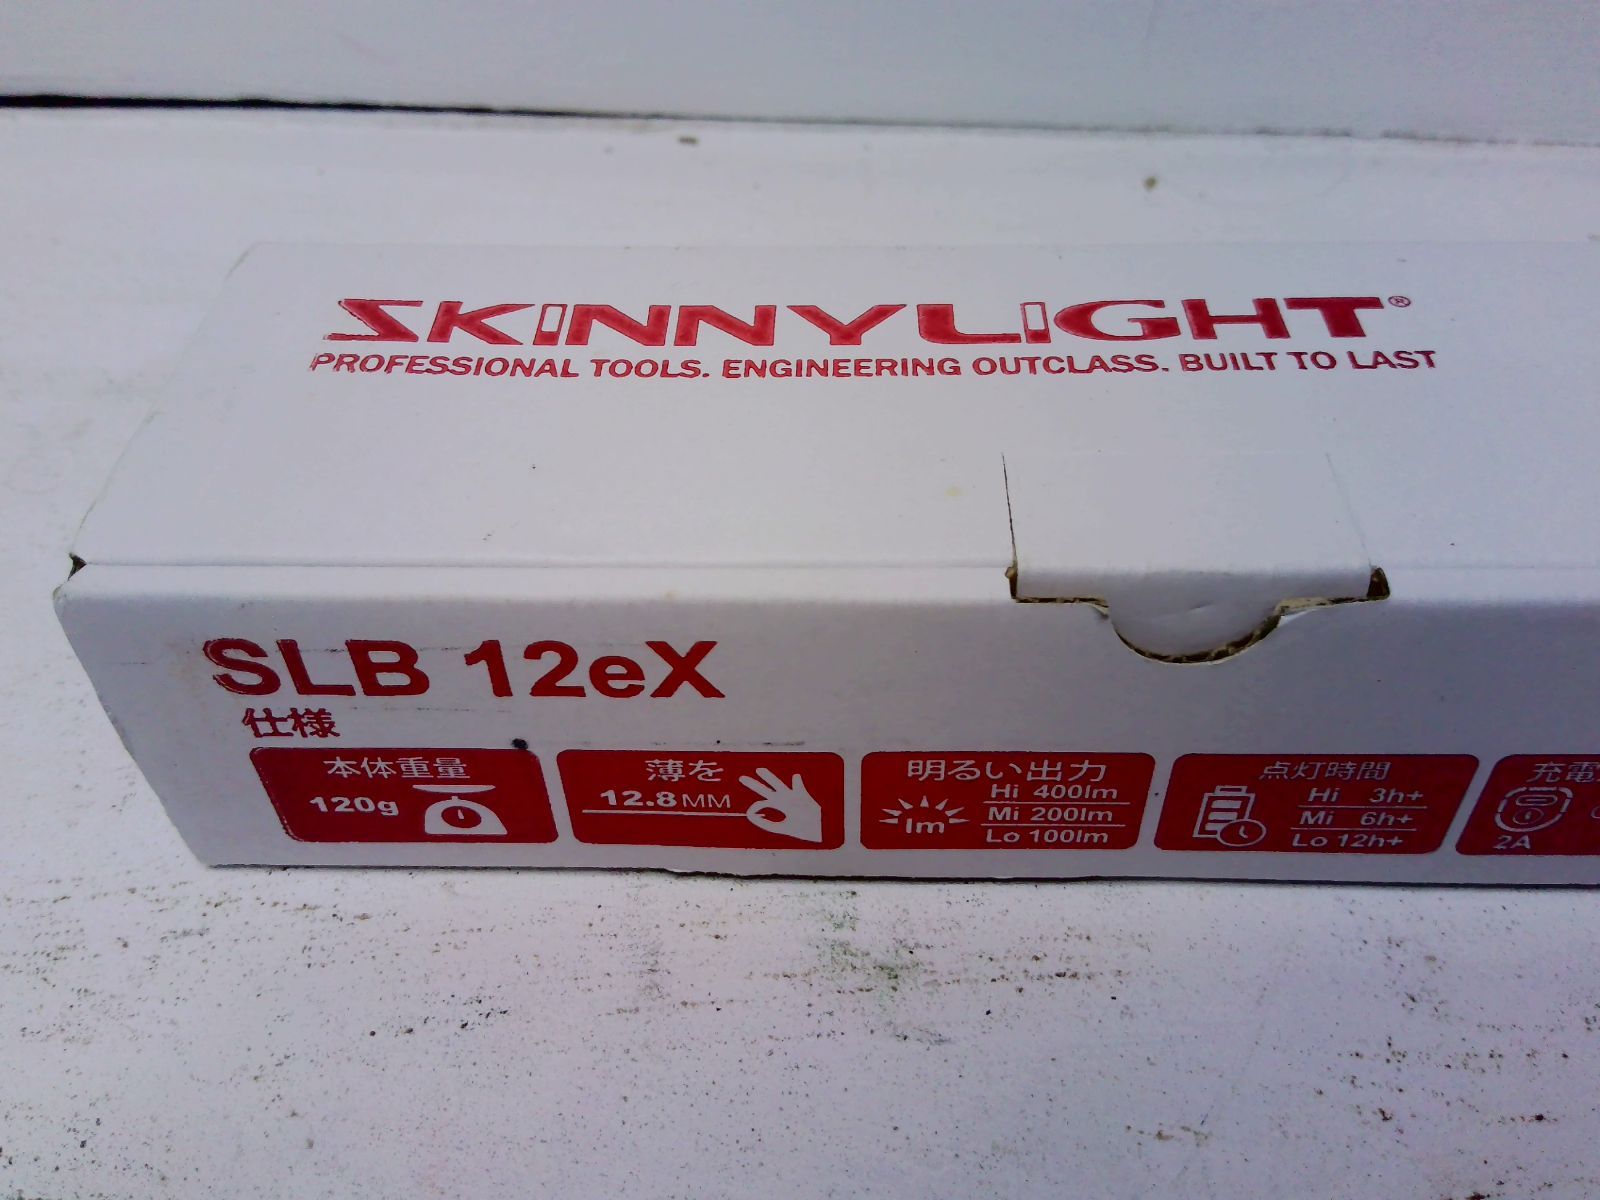 SKINNYLIGHT®
PROFESSIONAL TOOLS. ENGINEERING OUTCLASS. BUILT TO LAST
SLB 12eX
仕様
本体重量
120g
薄を
12.8MM
明るい出力
lm
Hi 400lm
Mi 200lm
Lo 100lm
点灯時間
Hi 3h+
Mi 6h+
Lo 12h+
充電
2A